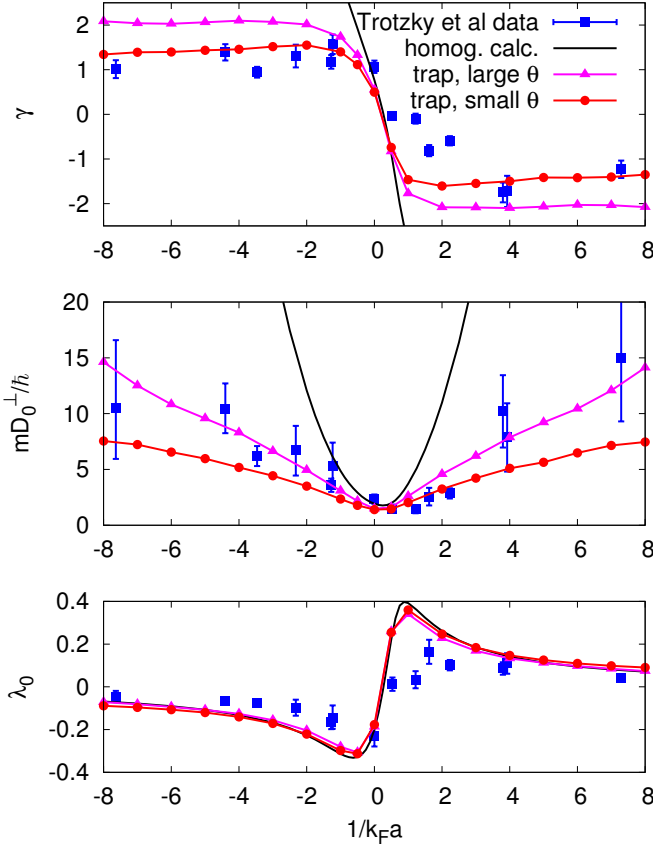 2
1
0
-1
-2
γ
Trotzky et al data
homog. calc.
trap, large θ
trap, small θ
-8 -6 -4 -2 0 2 4 6 8
20
15
10
5
0
mD₀⊥/ħ
-8 -6 -4 -2 0 2 4 6 8
0.4
0.2
0
-0.2
-0.4
λ₀
-8 -6 -4 -2 0 2 4 6 8
1/k_Fa